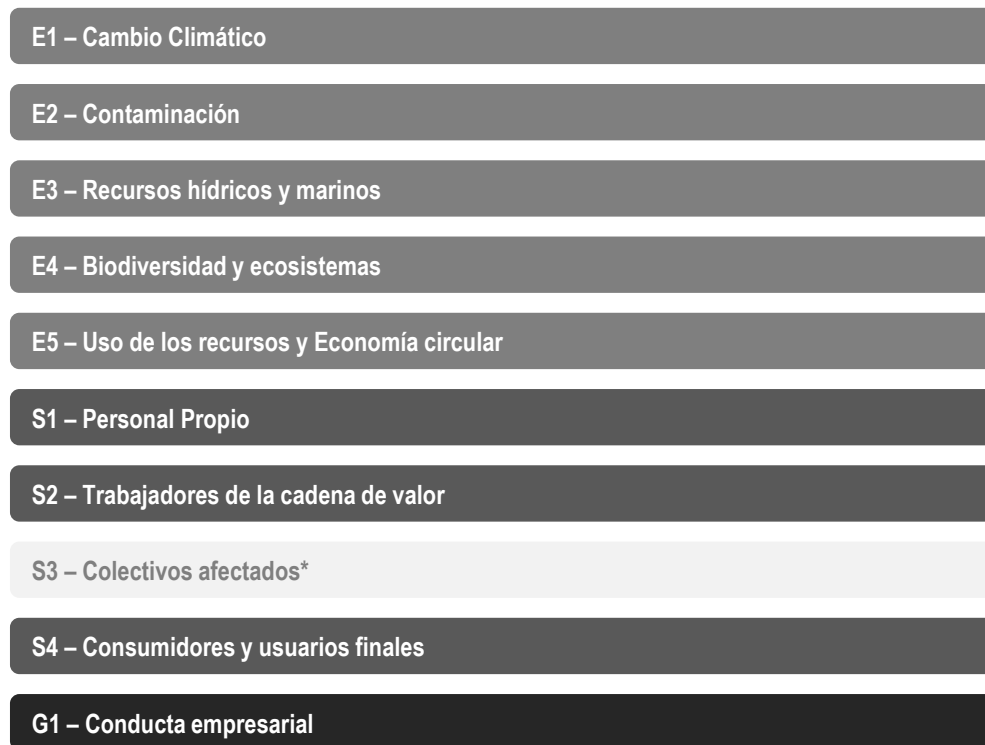 E1 – Cambio Climático
E2 – Contaminación
E3 – Recursos hídricos y marinos
E4 – Biodiversidad y ecosistemas
E5 – Uso de los recursos y Economía circular
S1 – Personal Propio
S2 – Trabajadores de la cadena de valor
S3 – Colectivos afectados*
S4 – Consumidores y usuarios finales
G1 – Conducta empresarial